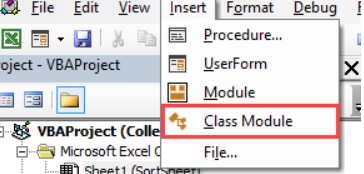 File Edit View Insert Format Debug
Procedure...
UserForm
Module
Class Module
File...
oject - VBAProject
VBAProject (Colle
Microsoft Excel O
Sheet1 (SortSheet)